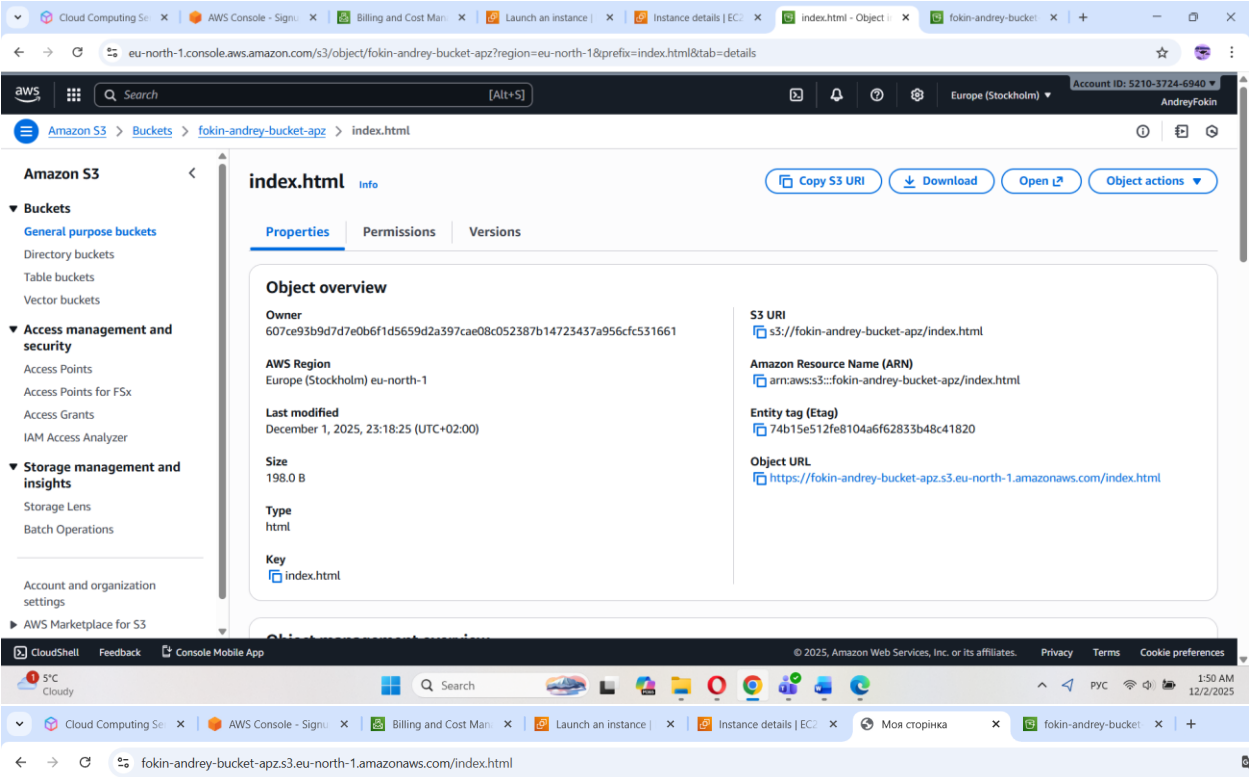 Cloud Computing Se
AWS Console - Signu
Billing and Cost Man
Launch an instance |
Instance details | EC2
index.html - Object i
fokin-andrey-bucket
eu-north-1.console.aws.amazon.com/s3/object/fokin-andrey-bucket-apz?region=eu-north-1&prefix=index.html&tab=details
aws
Search
[Alt+S]
Europe (Stockholm) ▼
Account ID: 5210-3724-6940 ▼
AndreyFokin
Amazon S3 > Buckets > fokin-andrey-bucket-apz > index.html
Amazon S3
Buckets
General purpose buckets
Directory buckets
Table buckets
Vector buckets
Access management and
security
Access Points
Access Points for FSx
Access Grants
IAM Access Analyzer
Storage management and
insights
Storage Lens
Batch Operations
Account and organization
settings
AWS Marketplace for S3
index.html Info
Copy S3 URI
Download
Open
Object actions ▼
Properties
Permissions
Versions
Object overview
Owner
607ce93b9d7d7e0b6f1d5659d2a397cae08c052387b14723437a956cfc531661
AWS Region
Europe (Stockholm) eu-north-1
Last modified
December 1, 2025, 23:18:25 (UTC+02:00)
Size
198.0 B
Type
html
Key
index.html
S3 URI
s3://fokin-andrey-bucket-apz/index.html
Amazon Resource Name (ARN)
arn:aws:s3:::fokin-andrey-bucket-apz/index.html
Entity tag (Etag)
74b15e512fe8104a6f62833b48c41820
Object URL
https://fokin-andrey-bucket-apz.s3.eu-north-1.amazonaws.com/index.html
Object management overview
CloudShell
Feedback
Console Mobile App
© 2025, Amazon Web Services, Inc. or its affiliates.
Privacy
Terms
Cookie preferences
1
5°C
Cloudy
Search
РУС
1:50 AM
12/2/2025
Cloud Computing Se
AWS Console - Signu
Billing and Cost Man
Launch an instance |
Instance details | EC2
Моя сторінка
fokin-andrey-bucket
fokin-andrey-bucket-apz.s3.eu-north-1.amazonaws.com/index.html